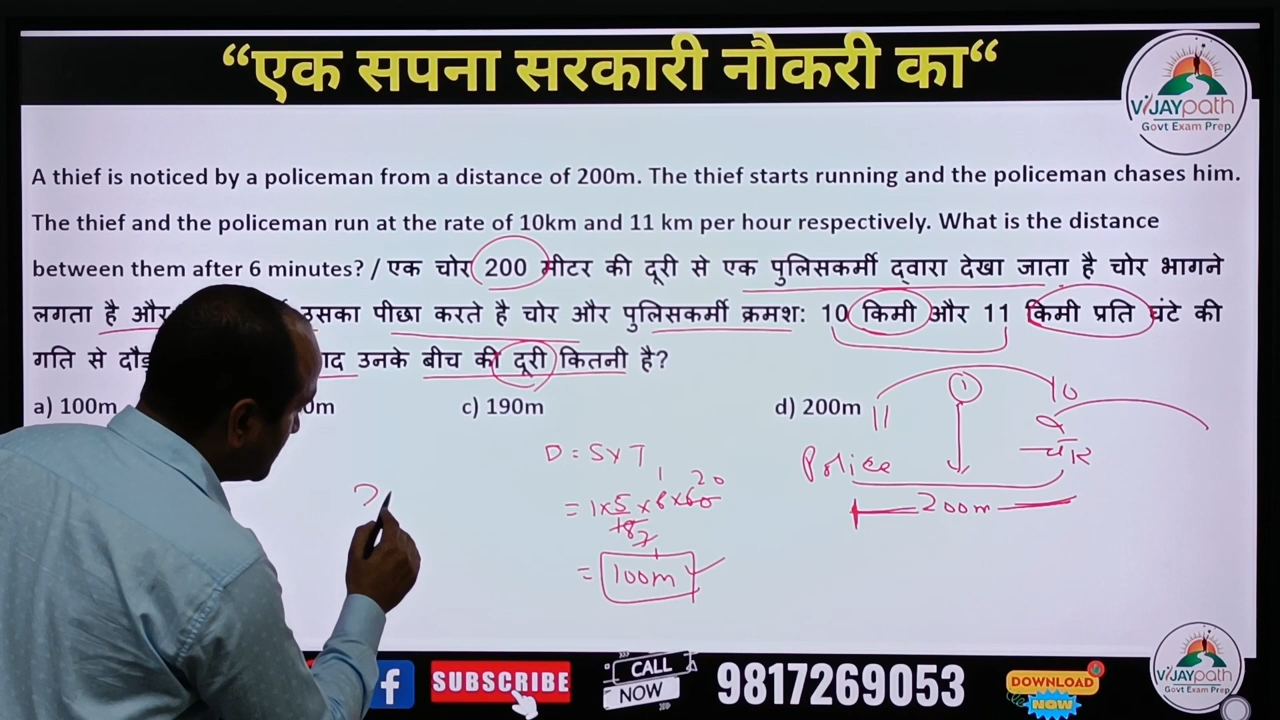 “एक सपना सरकारी नौकरी का“
VIJAYpath
Govt Exam Prep
A thief is noticed by a policeman from a distance of 200m. The thief starts running and the policeman chases him.
The thief and the policeman run at the rate of 10km and 11 km per hour respectively. What is the distance
between them after 6 minutes? / एक चोर 200 मीटर की दूरी से एक पुलिसकर्मी द्वारा देखा जाता है चोर भागने
लगता है और उसका पीछा करते है चोर और पुलिसकर्मी क्रमश: 10 किमी और 11 किमी प्रति घंटे की
गति से उनके बीच की दूरी कितनी है?
a) 100m c) 190m d) 200m
11 1 10
Police चोर
200m
D = S x T
= 1 x 5 x 6 x 60
18
1 20
= 100m
SUBSCRIBE
CALL
NOW
9817269053
DOWNLOAD
NOW
VIJAYpath
Govt Exam Prep